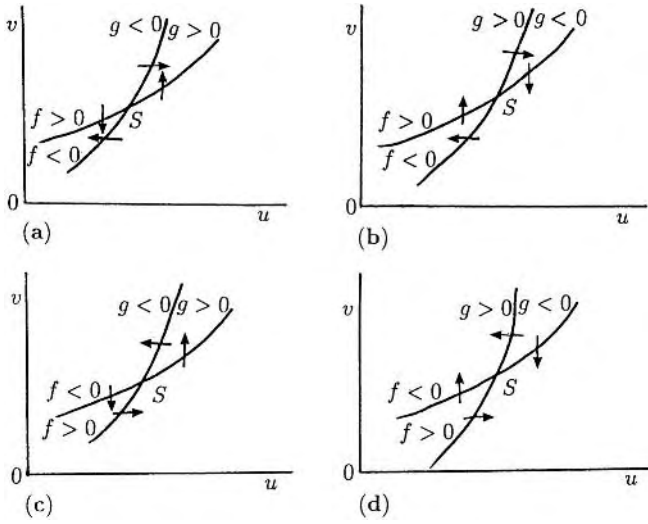 v g < 0 g > 0
f > 0 S
f < 0
0 u
(a)
v g > 0 g < 0
f > 0 S
f < 0
0 u
(b)
v g < 0 g > 0
f < 0 S
f > 0
0 u
(c)
v g > 0 g < 0
f < 0 S
f > 0
0 u
(d)